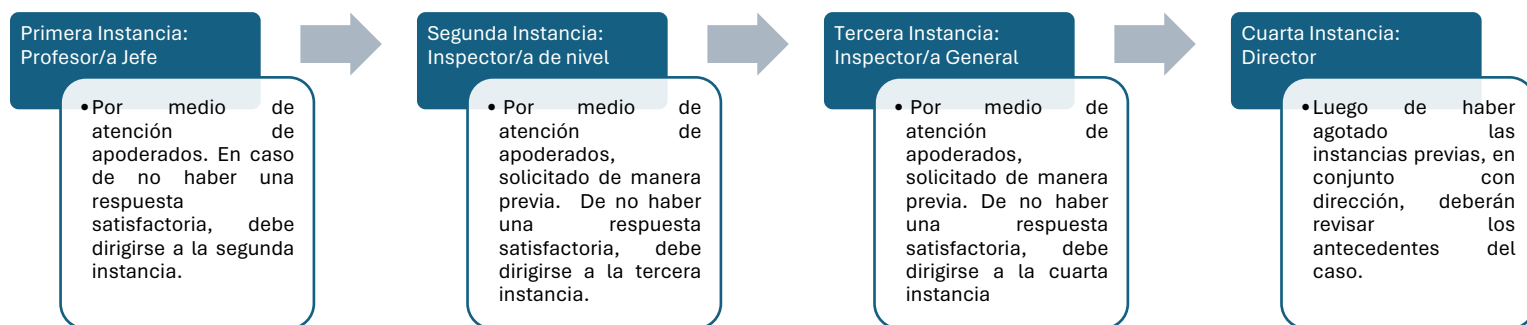 Primera Instancia:
Profesor/a Jefe
•Por medio de
atención de
apoderados. En caso
de no haber una
respuesta
satisfactoria, debe
dirigirse a la segunda
instancia.
Segunda Instancia:
Inspector/a de nivel
• Por medio de
atención de
apoderados,
solicitado de manera
previa. De no haber
una respuesta
satisfactoria, debe
dirigirse a la tercera
instancia.
Tercera Instancia:
Inspector/a General
• Por medio de
atención de
apoderados,
solicitado de manera
previa. De no haber
una respuesta
satisfactoria, debe
dirigirse a la cuarta
instancia
Cuarta Instancia:
Director
•Luego de haber
agotado las
instancias previas, en
conjunto con
dirección, deberán
revisar los
antecedentes del
caso.